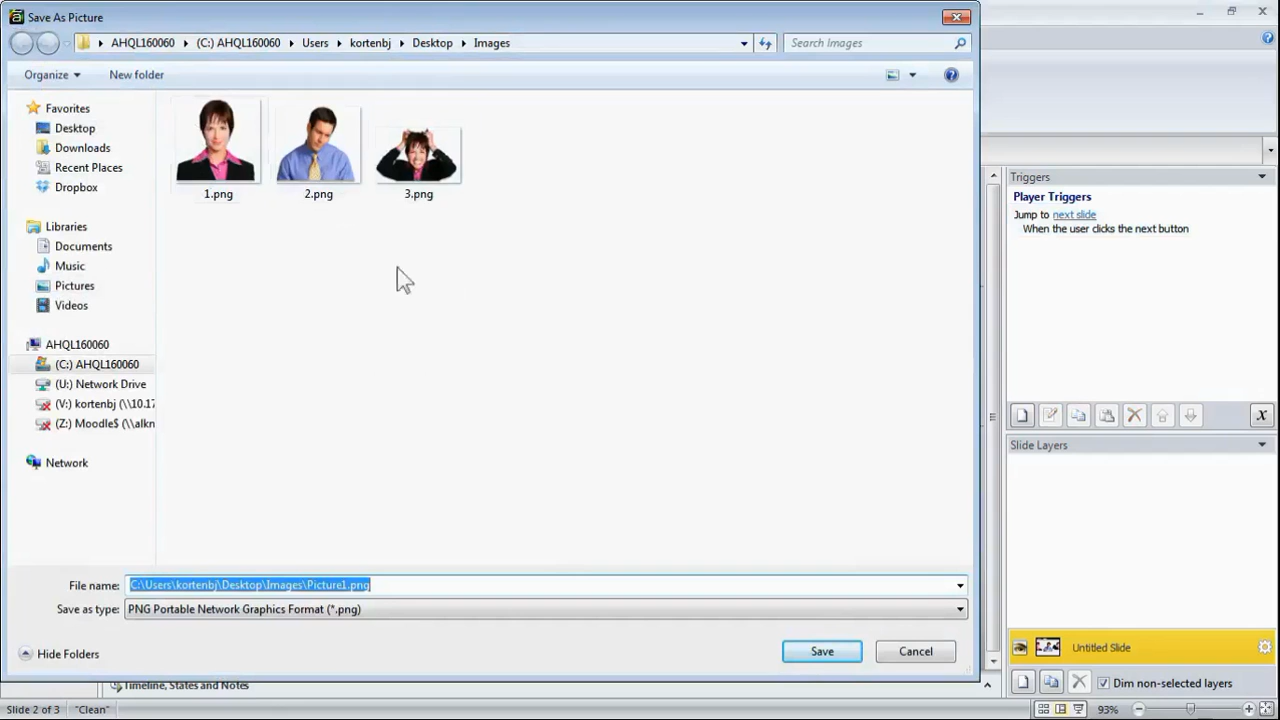 Save As Picture
AHQL160060 (C:) AHQL160060 Users kortenbj Desktop Images
Search Images
Organize New folder
Favorites
Desktop
Downloads
Recent Places
Dropbox
Libraries
Documents
Music
Pictures
Videos
AHQL160060
(C:) AHQL160060
(U:) Network Drive
(V:) kortenbj (\\10.17
(Z:) Moodle$ (\\alkn
Network
1.png 2.png 3.png
File name: C:\Users\kortenbj\Desktop\Images\Picture1.png
Save as type: PNG Portable Network Graphics Format (*.png)
Hide Folders
Save Cancel
Triggers
Player Triggers
Jump to next slide
When the user clicks the next button
Slide Layers
Untitled Slide
Dim non-selected layers
Timeline, States and Notes
Slide 2 of 3 "Clean" 93%